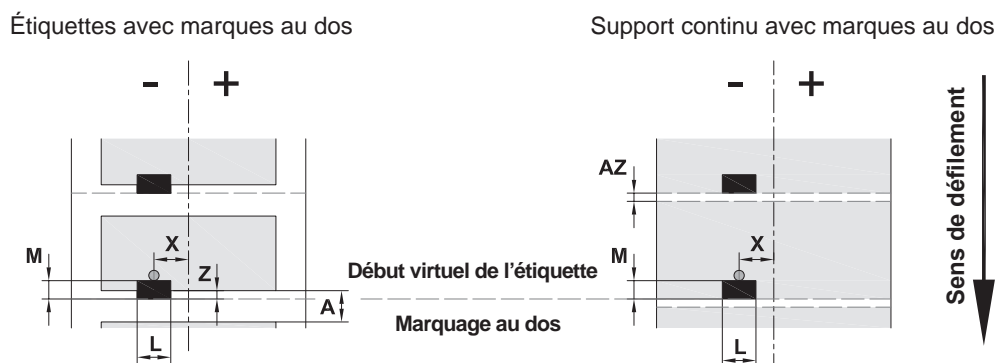 Étiquettes avec marques au dos
Support continu avec marques au dos
- +
- +
AZ
M
X
Z
A
L
Début virtuel de l’étiquette
Marquage au dos
M
X
L
Sens de défilement